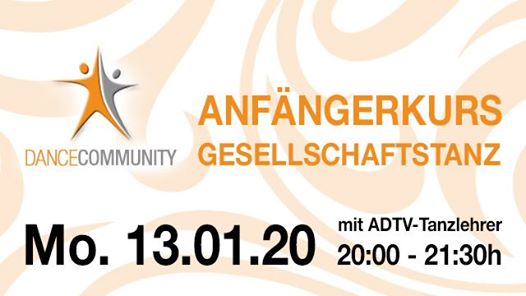 ANFÄNGERKURS
DANCECOMMUNITY
GESELLSCHAFTSTANZ
Mo. 13.01.20
mit ADTV-Tanzlehrer
20:00 - 21:30h